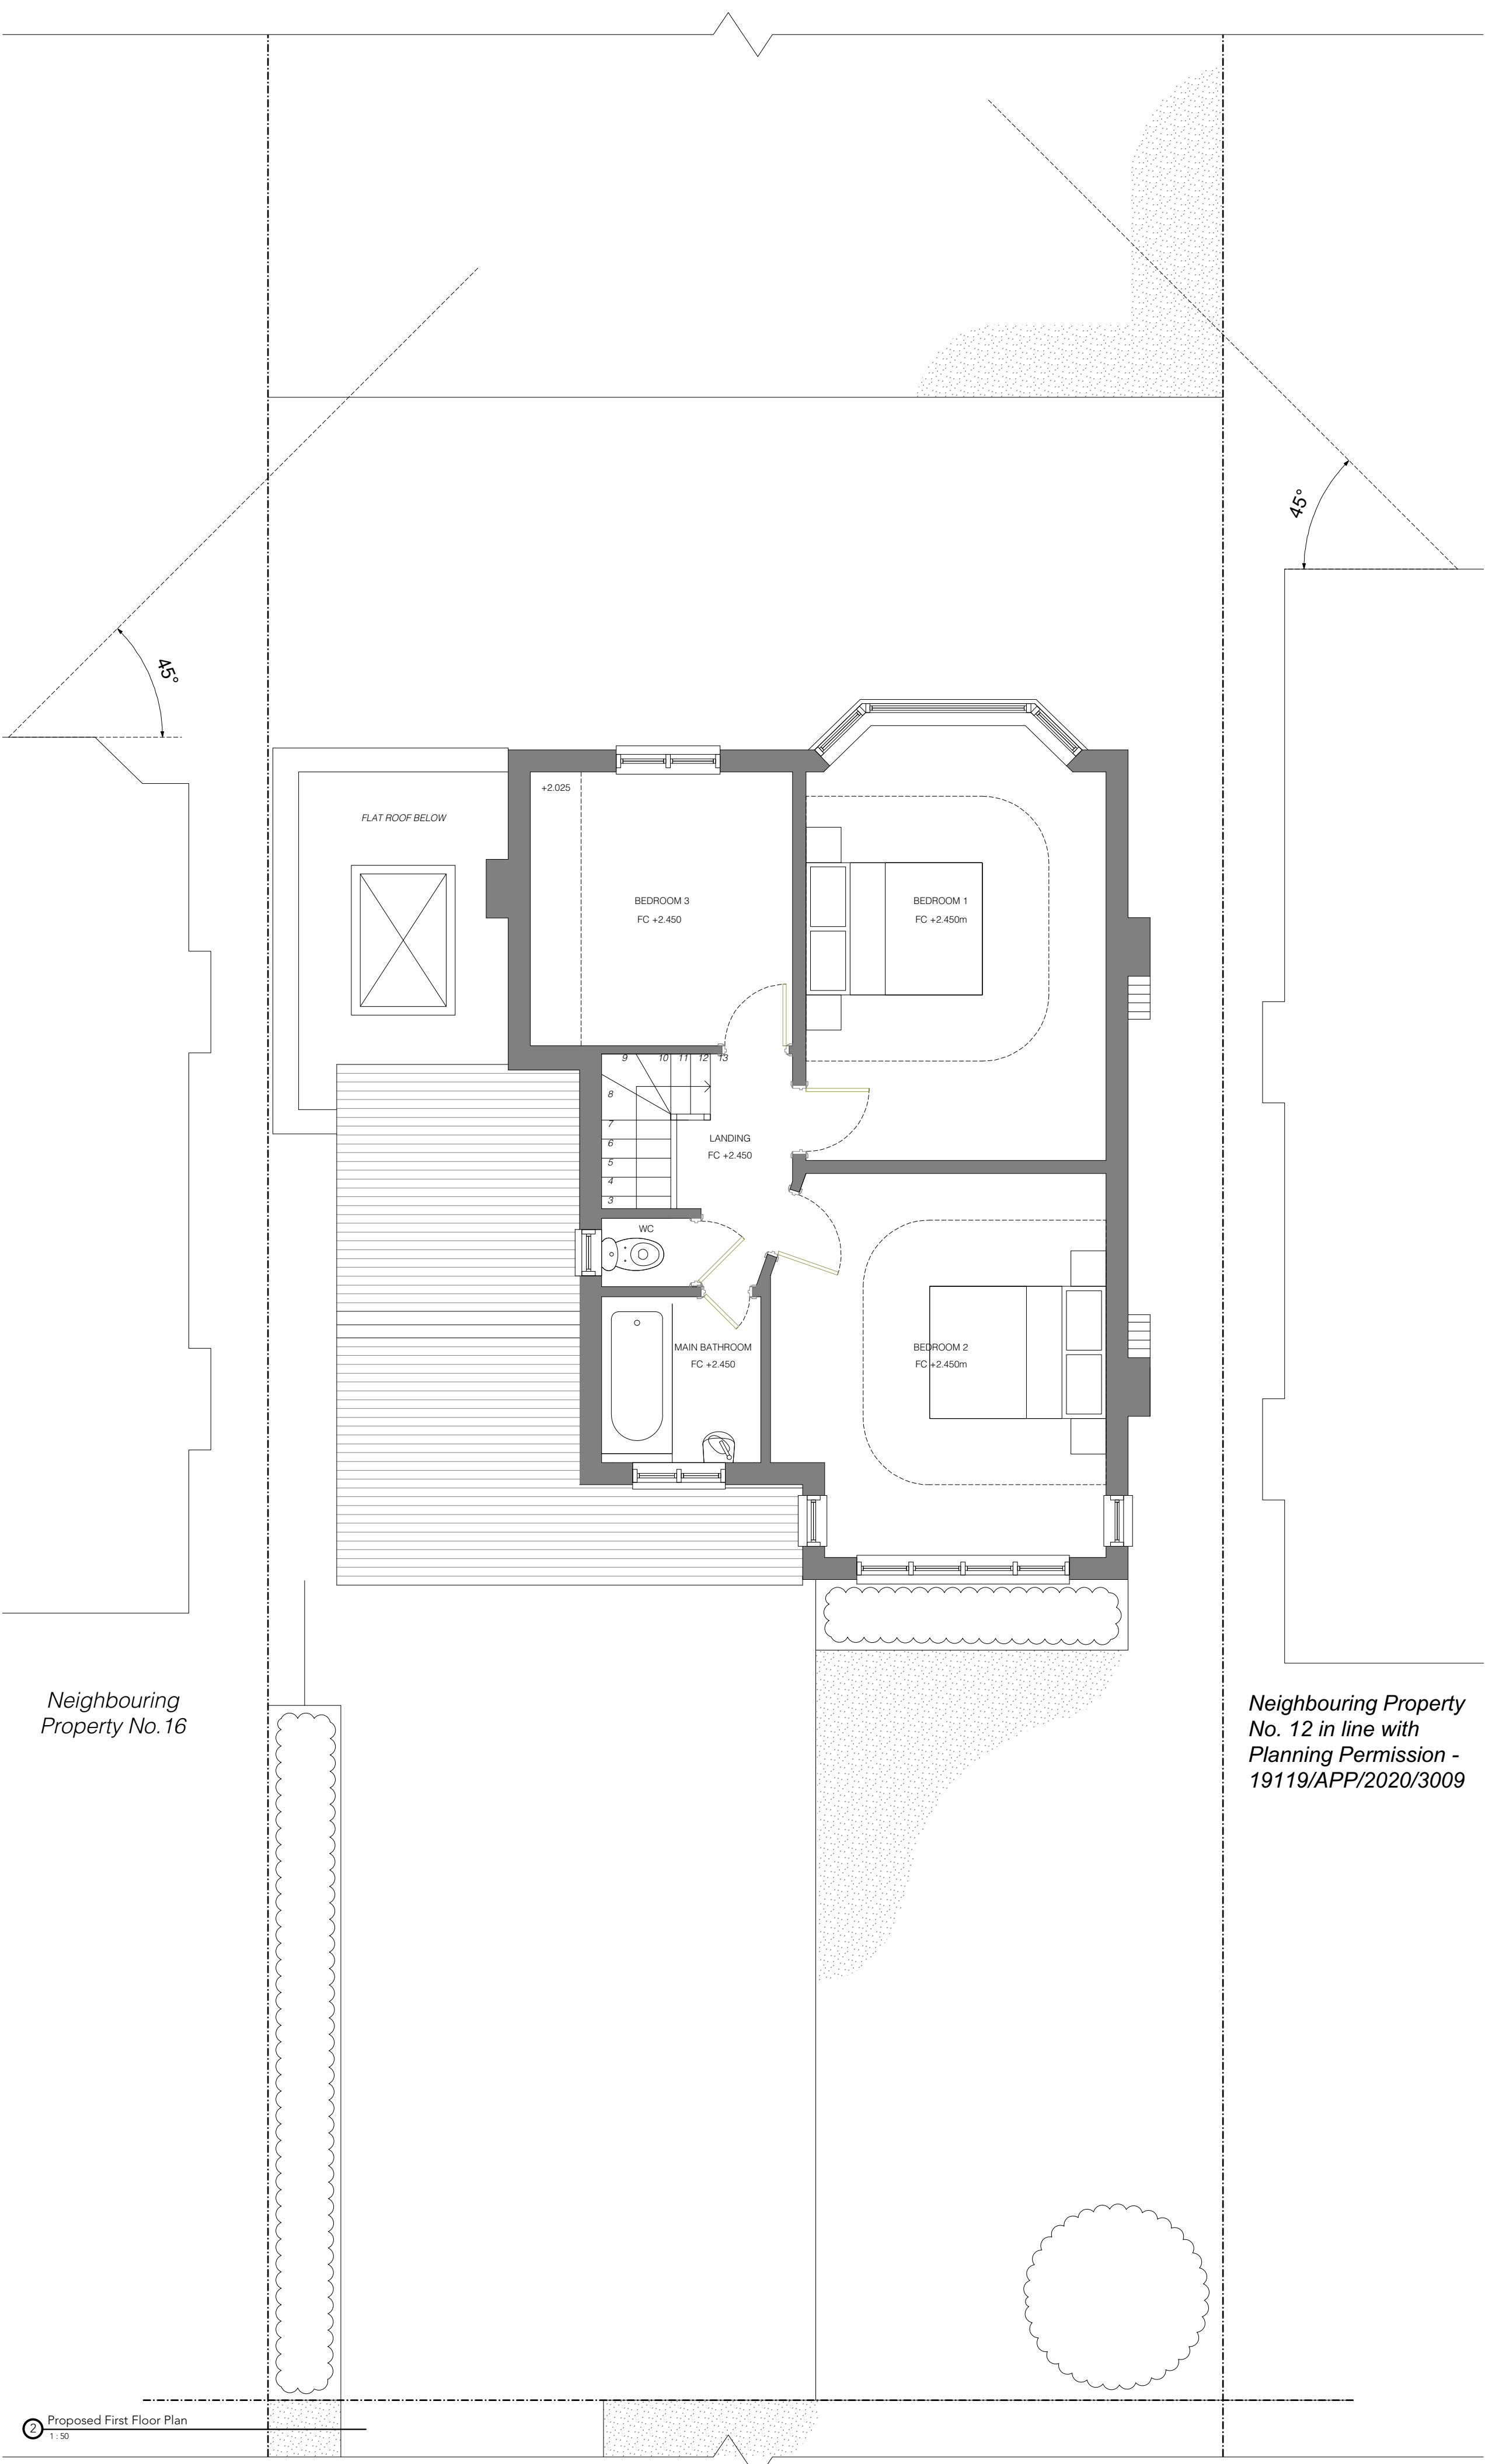 45°
45°
+2.025
FLAT ROOF BELOW
BEDROOM 3
FC +2.450
BEDROOM 1
FC +2.450m
9
10
11
12
13
8
7
6
5
4
3
LANDING
FC +2.450
WC
MAIN BATHROOM
FC +2.450
BEDROOM 2
FC +2.450m
Neighbouring
Property No.16
Neighbouring Property
No. 12 in line with
Planning Permission -
19119/APP/2020/3009
2
Proposed First Floor Plan
1 : 50